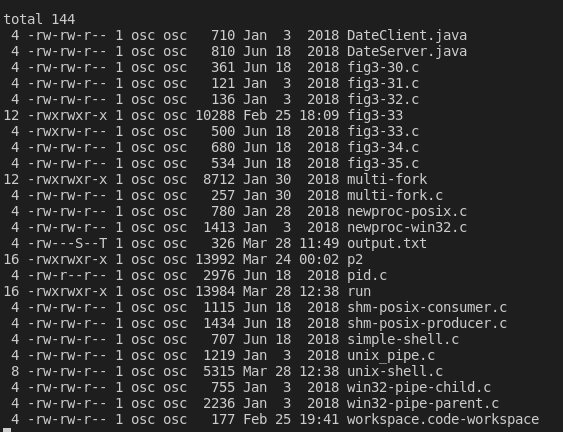 total 144
 4 -rw-rw-r-- 1 osc osc   710 Jan  3  2018 DateClient.java
 4 -rw-rw-r-- 1 osc osc   810 Jun 18  2018 DateServer.java
 4 -rw-rw-r-- 1 osc osc   361 Jun 18  2018 fig3-30.c
 4 -rw-rw-r-- 1 osc osc   121 Jan  3  2018 fig3-31.c
 4 -rw-rw-r-- 1 osc osc   136 Jan  3  2018 fig3-32.c
12 -rwxrwxr-x 1 osc osc 10288 Feb 25 18:09 fig3-33
 4 -rw-rw-r-- 1 osc osc   500 Jun 18  2018 fig3-33.c
 4 -rw-rw-r-- 1 osc osc   680 Jun 18  2018 fig3-34.c
 4 -rw-rw-r-- 1 osc osc   534 Jun 18  2018 fig3-35.c
12 -rwxrwxr-x 1 osc osc  8712 Jan 30  2018 multi-fork
 4 -rw-rw-r-- 1 osc osc   257 Jan 30  2018 multi-fork.c
 4 -rw-rw-r-- 1 osc osc   780 Jan 28  2018 newproc-posix.c
 4 -rw-rw-r-- 1 osc osc  1413 Jan  3  2018 newproc-win32.c
 4 -rw---S--T 1 osc osc   326 Mar 28 11:49 output.txt
16 -rwxrwxr-x 1 osc osc 13992 Mar 24 00:02 p2
 4 -rw-r--r-- 1 osc osc  2976 Jun 18  2018 pid.c
16 -rwxrwxr-x 1 osc osc 13984 Mar 28 12:38 run
 4 -rw-rw-r-- 1 osc osc  1115 Jun 18  2018 shm-posix-consumer.c
 4 -rw-rw-r-- 1 osc osc  1434 Jun 18  2018 shm-posix-producer.c
 4 -rw-rw-r-- 1 osc osc   707 Jun 18  2018 simple-shell.c
 4 -rw-rw-r-- 1 osc osc  1219 Jan  3  2018 unix_pipe.c
 8 -rw-rw-r-- 1 osc osc  5315 Mar 28 12:38 unix-shell.c
 4 -rw-rw-r-- 1 osc osc   755 Jan  3  2018 win32-pipe-child.c
 4 -rw-rw-r-- 1 osc osc  2236 Jan  3  2018 win32-pipe-parent.c
 4 -rw-rw-r-- 1 osc osc   177 Feb 25 19:41 workspace.code-workspace